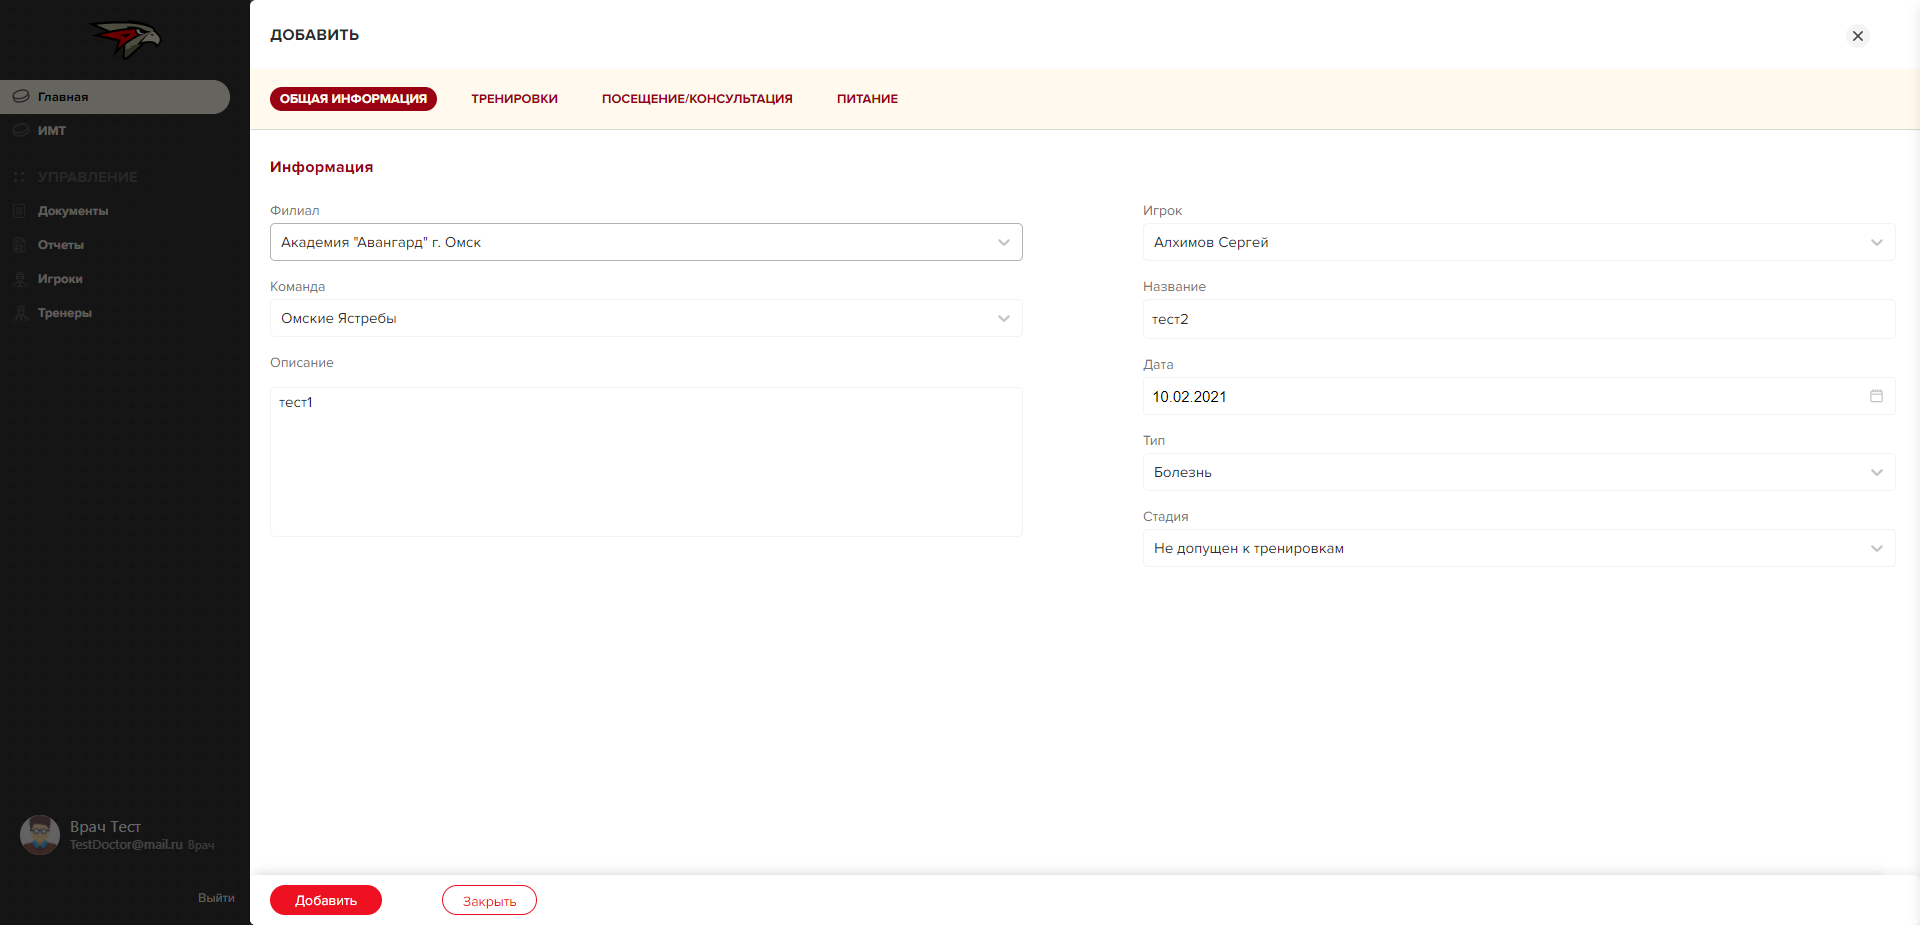 Главная
ИМТ
УПРАВЛЕНИЕ
Документы
Отчеты
Игроки
Тренеры
Врач Тест
TestDoctor@mail.ru Врач
Выйти
ДОБАВИТЬ
ОБЩАЯ ИНФОРМАЦИЯ ТРЕНИРОВКИ ПОСЕЩЕНИЕ/КОНСУЛЬТАЦИЯ ПИТАНИЕ
Информация
Филиал
Академия "Авангард" г. Омск
Команда
Омские Ястребы
Описание
тест1
Игрок
Алхимов Сергей
Название
тест2
Дата
10.02.2021
Тип
Болезнь
Стадия
Не допущен к тренировкам
Добавить Закрыть